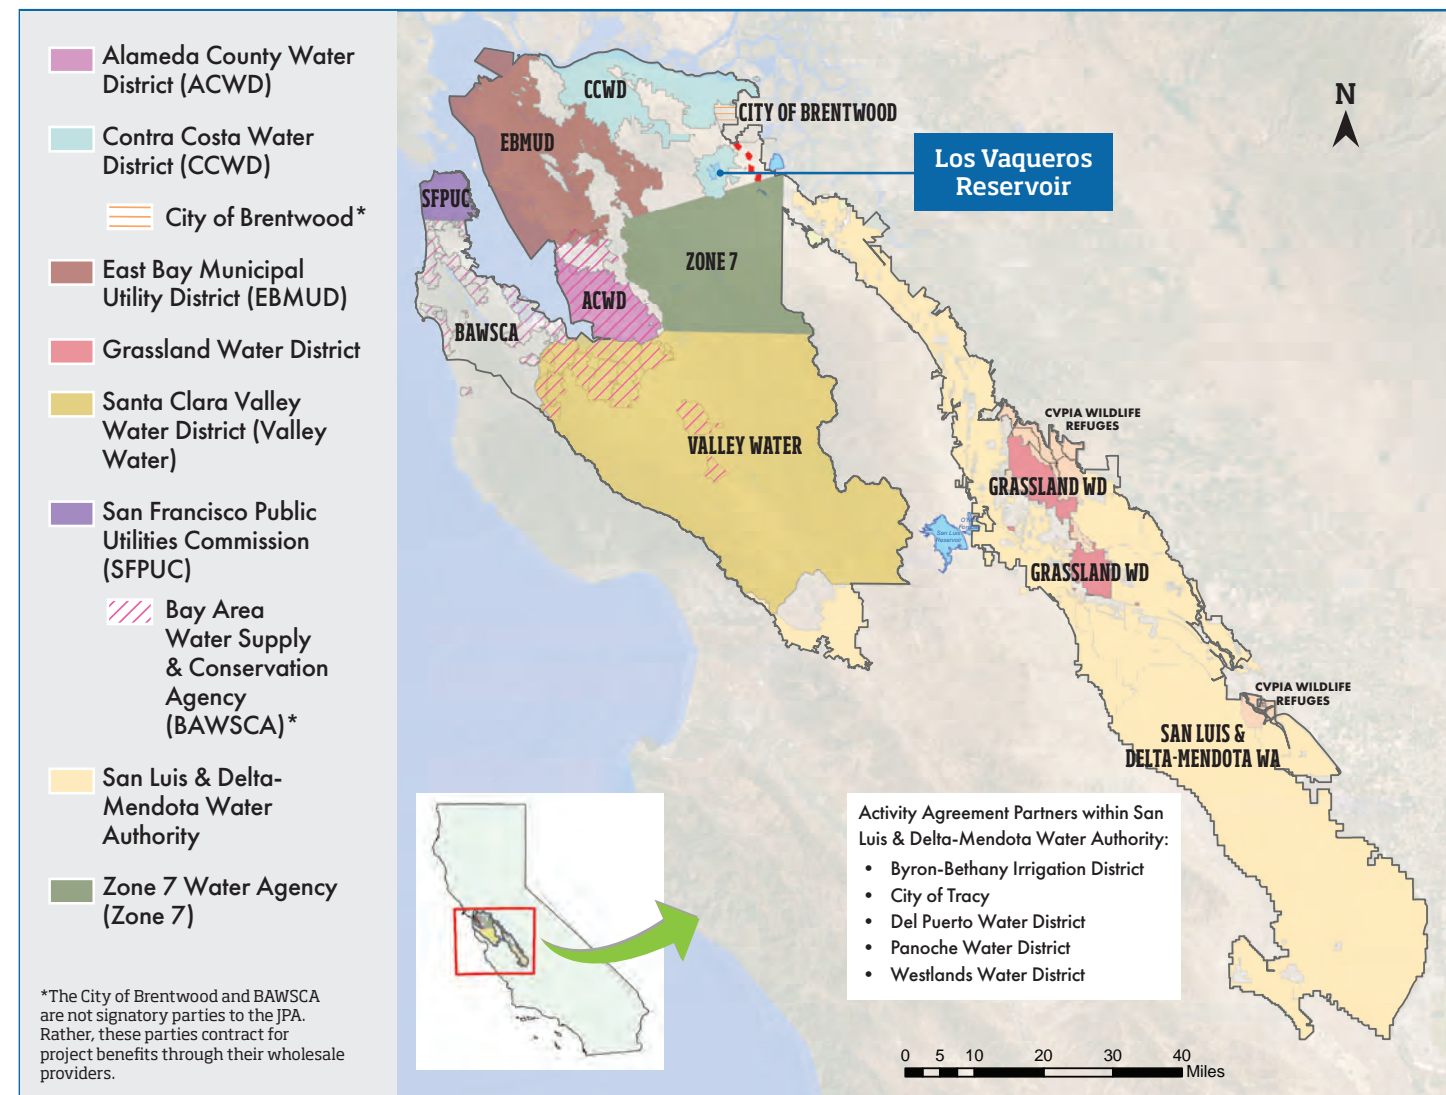 Alameda County Water
District (ACWD)
Contra Costa Water
District (CCWD)
City of Brentwood*
East Bay Municipal
Utility District (EBMUD)
Grassland Water District
Santa Clara Valley
Water District (Valley
Water)
San Francisco Public
Utilities Commission
(SFPUC)
Bay Area
Water Supply
& Conservation
Agency
(BAWSCA)*
San Luis & Delta-
Mendota Water
Authority
Zone 7 Water Agency
(Zone 7)
*The City of Brentwood and BAWSCA
are not signatory parties to the JPA.
Rather, these parties contract for
project benefits through their wholesale
providers.
CCWD
CITY OF BRENTWOOD
N
EBMUD
Los Vaqueros
Reservoir
SFPUC
ZONE 7
ACWD
BAWSCA
CVPIA WILDLIFE
REFUGES
VALLEY WATER
GRASSLAND WD
San Luis
Reservoir
GRASSLAND WD
CVPIA WILDLIFE
REFUGES
SAN LUIS &
DELTA-MENDOTA WA
Activity Agreement Partners within San
Luis & Delta-Mendota Water Authority:
• Byron-Bethany Irrigation District
• City of Tracy
• Del Puerto Water District
• Panoche Water District
• Westlands Water District
0 5 10 20 30 40
Miles